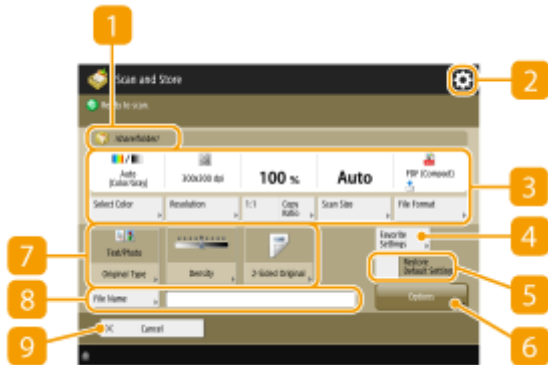 1
Scan and Store
2
Ready to scan.
/sharefolder/
Auto
(Color/Gray)
300x300 dpi
100 %
Auto
PDF (Compact)
3
Select Color
Resolution
1:1
Copy
Ratio
Scan Size
File Format
7
Text/Photo
Favorite
Settings
4
Original Type
Density
2-Sided Original
Restore
Default Settings
5
8
File Name
Options
6
9
Cancel